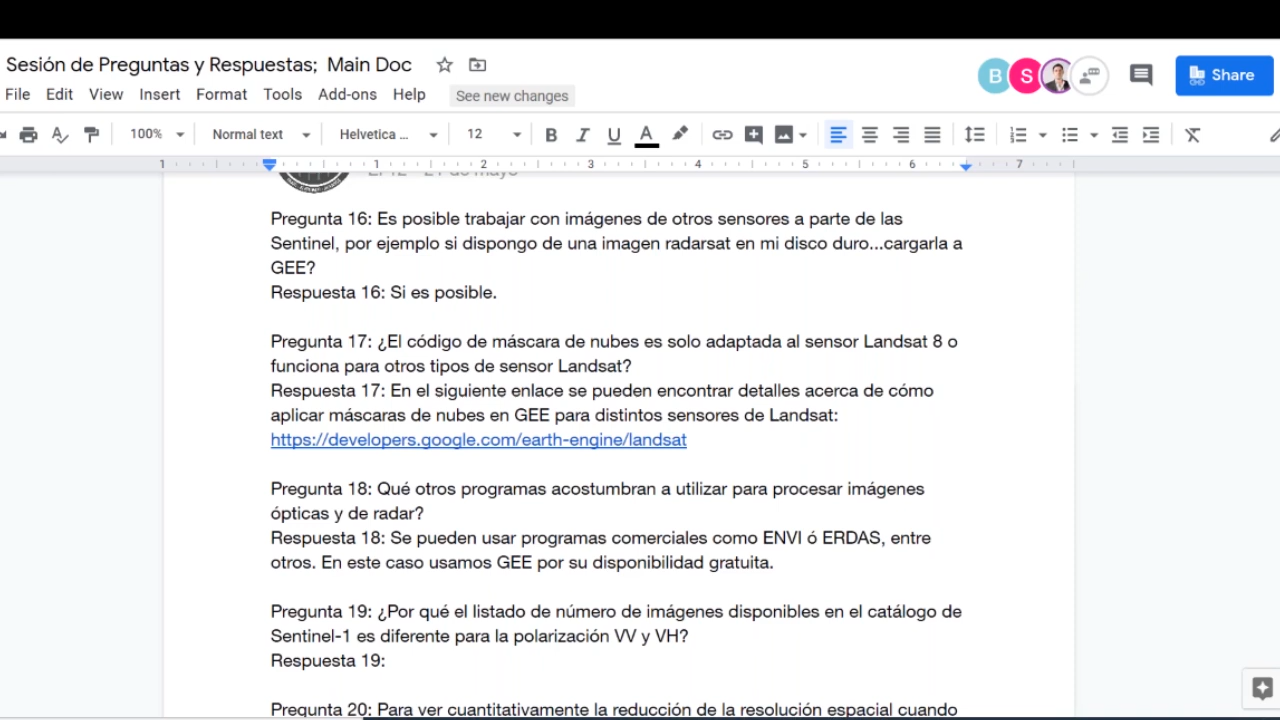 Sesión de Preguntas y Respuestas; Main Doc
B S
Share
File Edit View Insert Format Tools Add-ons Help See new changes
100% Normal text Helvetica ... 12 B I U A
1 1 2 3 4 5 6 7
Pregunta 16: Es posible trabajar con imágenes de otros sensores a parte de las
Sentinel, por ejemplo si dispongo de una imagen radarsat en mi disco duro...cargarla a
GEE?
Respuesta 16: Si es posible.
Pregunta 17: ¿El código de máscara de nubes es solo adaptada al sensor Landsat 8 o
funciona para otros tipos de sensor Landsat?
Respuesta 17: En el siguiente enlace se pueden encontrar detalles acerca de cómo
aplicar máscaras de nubes en GEE para distintos sensores de Landsat:
https://developers.google.com/earth-engine/landsat
Pregunta 18: Qué otros programas acostumbran a utilizar para procesar imágenes
ópticas y de radar?
Respuesta 18: Se pueden usar programas comerciales como ENVI ó ERDAS, entre
otros. En este caso usamos GEE por su disponibilidad gratuita.
Pregunta 19: ¿Por qué el listado de número de imágenes disponibles en el catálogo de
Sentinel-1 es diferente para la polarización VV y VH?
Respuesta 19:
Pregunta 20: Para ver cuantitativamente la reducción de la resolución espacial cuando